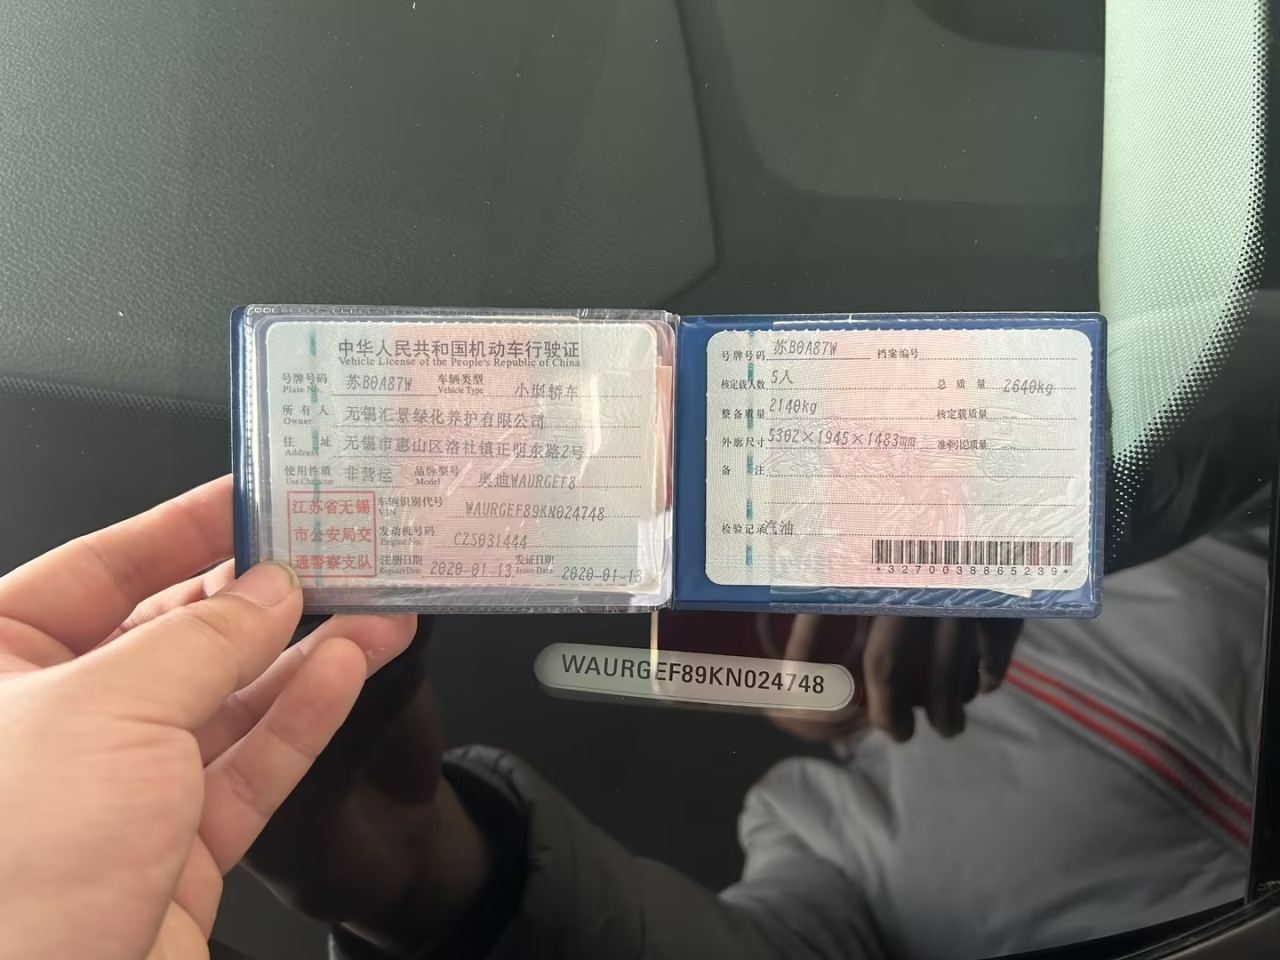 中华人民共和国机动车行驶证
Vehicle License of the People's Republic of China
号牌号码 苏B0A87W 车辆类型 小型轿车
Plate No. Vehicle Type
所有人 无锡汇景绿化养护有限公司
Owner
住址 无锡市惠山区洛社镇正明东路2号
Address
使用性质 非营运 品牌型号 奥迪WAURGEF8
Use Character Model
江苏省无锡
市公安局交
通警察支队
车辆识别代号 WAURGEF89KN024748
VIN
发动机号码 CZS031444
Engine No.
注册日期 2020-01-13 发证日期 2020-01-13
Register Date Issue Date
号牌号码 苏B0A87W 档案编号
核定载人数 5人 总质量 2640kg
整备质量 2140kg 核定载质量
外廓尺寸 5302×1945×1483mm 准牵引总质量
备注
检验记录 汽油
*3270038865239*
WAURGEF89KN024748